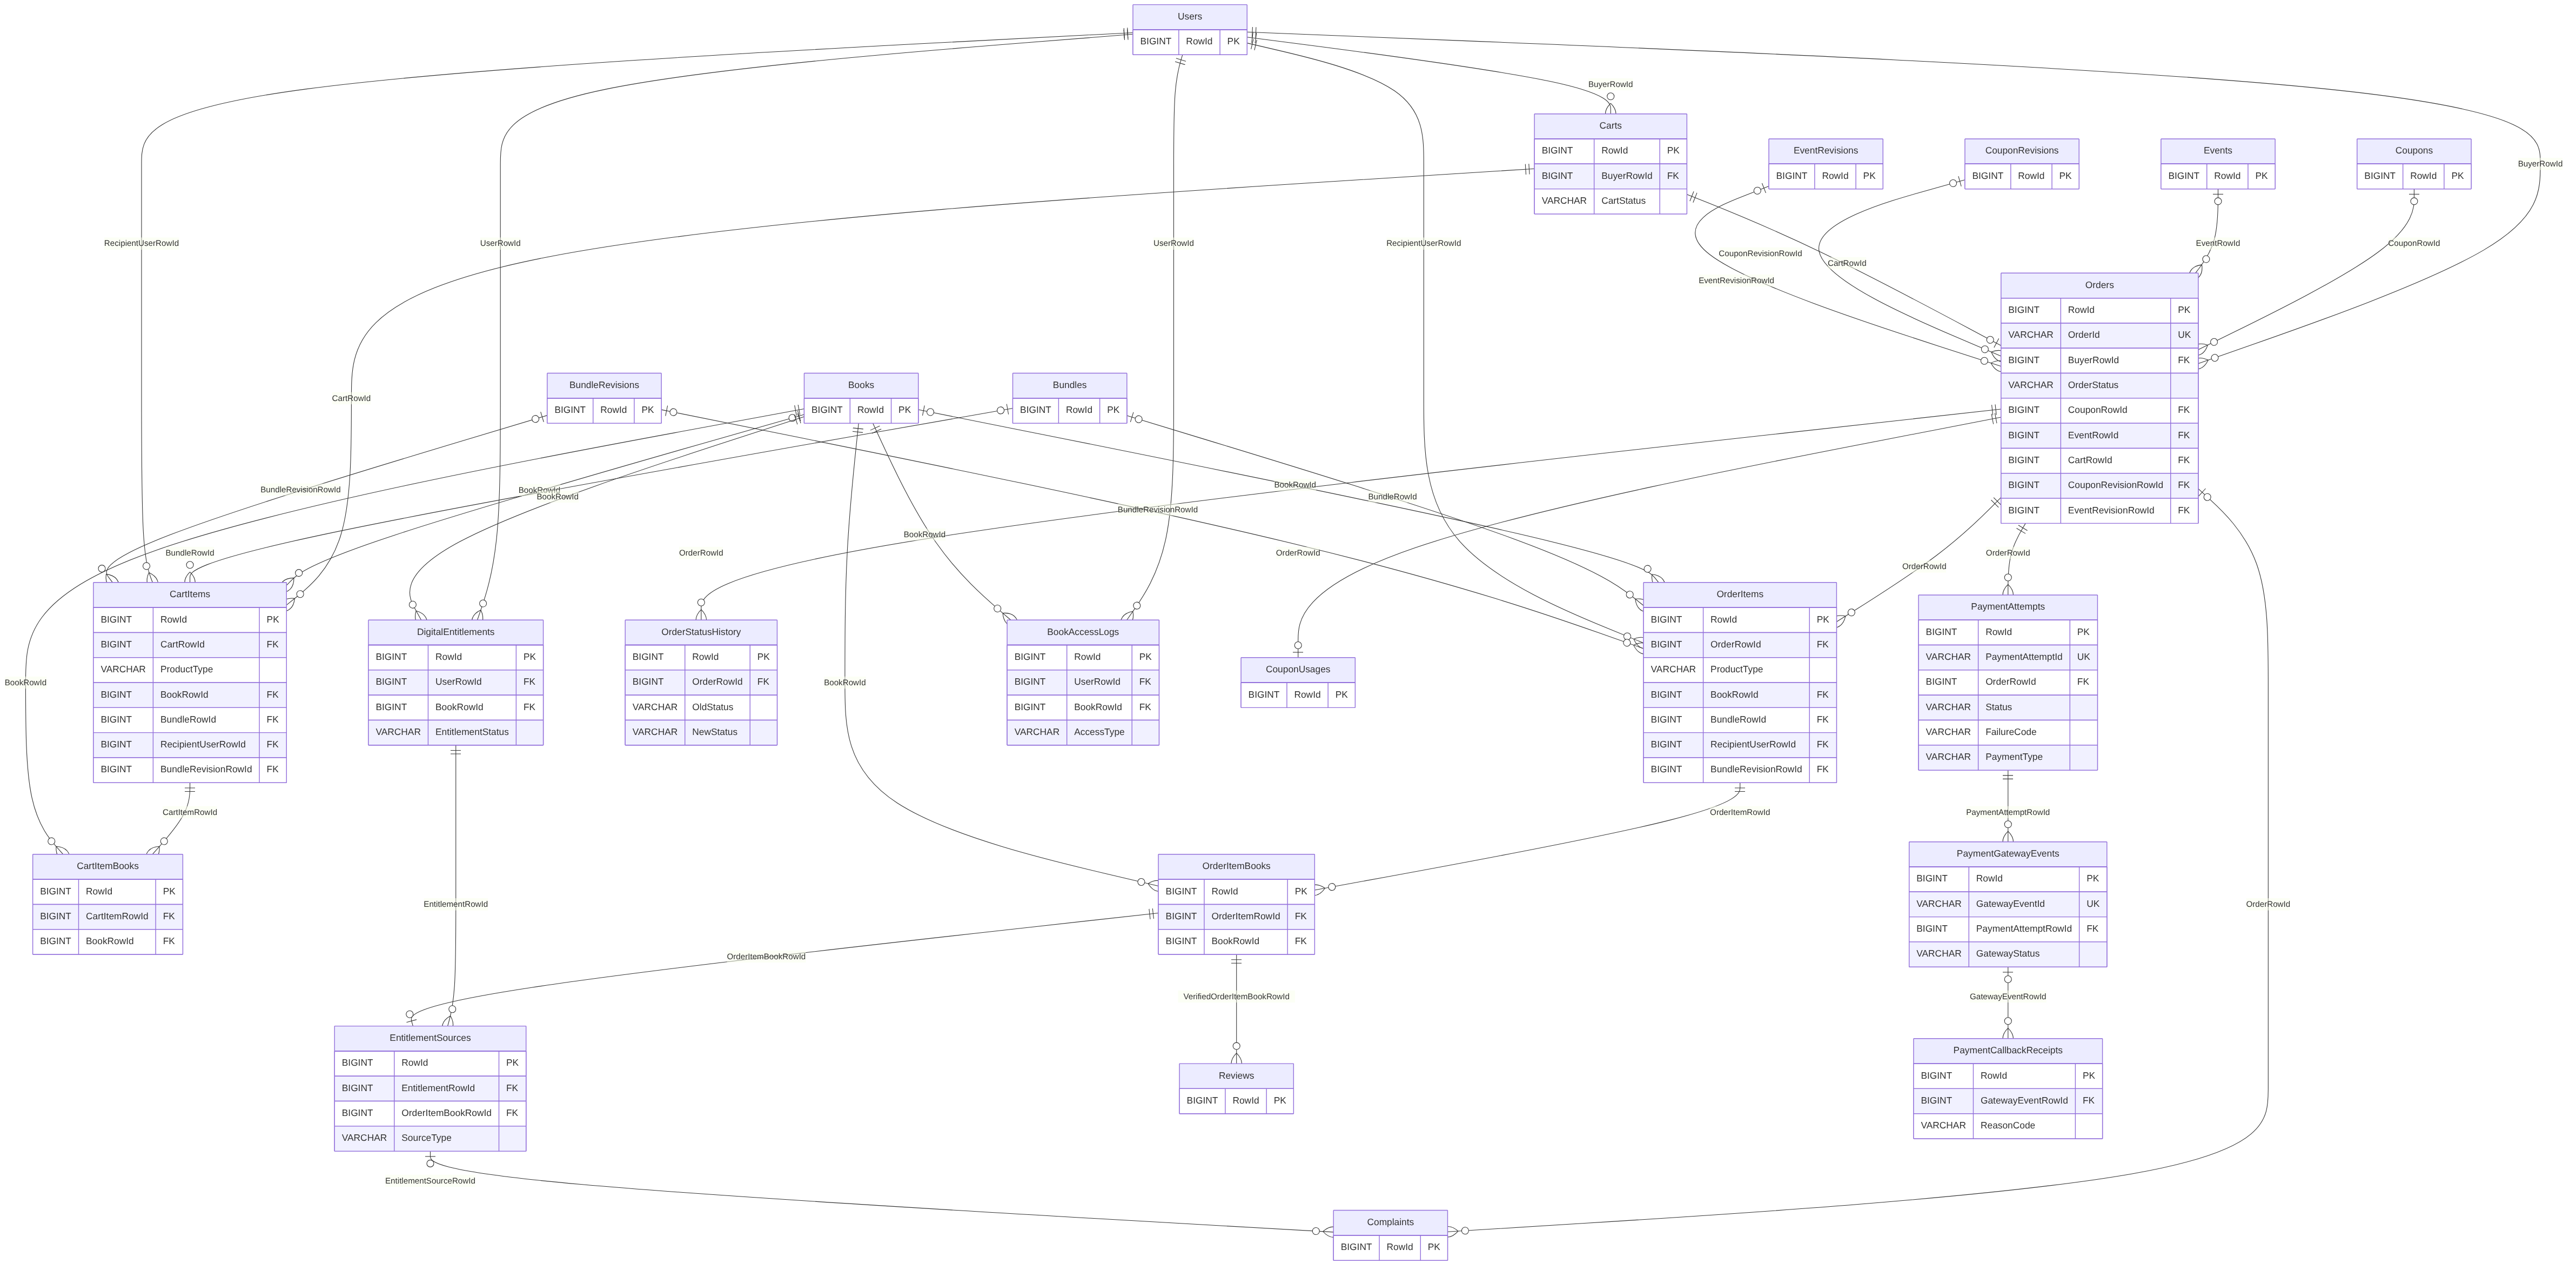 Users
BIGINT RowId PK
BuyerRowId
Carts
BIGINT RowId PK
BIGINT BuyerRowId FK
VARCHAR CartStatus
EventRevisions
BIGINT RowId PK
CouponRevisions
BIGINT RowId PK
Events
BIGINT RowId PK
Coupons
BIGINT RowId PK
BuyerRowId
RecipientUserRowId
UserRowId
UserRowId
RecipientUserRowId
CouponRevisionRowId
CartRowId
EventRowId
CouponRowId
EventRevisionRowId
Orders
BIGINT RowId PK
VARCHAR OrderId UK
BIGINT BuyerRowId FK
VARCHAR OrderStatus
BIGINT CouponRowId FK
BIGINT EventRowId FK
BIGINT CartRowId FK
BIGINT CouponRevisionRowId FK
BIGINT EventRevisionRowId FK
CartRowId
BundleRevisions
BIGINT RowId PK
Books
BIGINT RowId PK
Bundles
BIGINT RowId PK
BundleRevisionRowId
BookRowId
BookRowId
BookRowId
BundleRowId
BundleRevisionRowId
BundleRowId
OrderRowId
BookRowId
OrderRowId
OrderRowId
OrderRowId
CartItems
BIGINT RowId PK
BIGINT CartRowId FK
VARCHAR ProductType
BIGINT BookRowId FK
BIGINT BundleRowId FK
BIGINT RecipientUserRowId FK
BIGINT BundleRevisionRowId FK
DigitalEntitlements
BIGINT RowId PK
BIGINT UserRowId FK
BIGINT BookRowId FK
VARCHAR EntitlementStatus
OrderStatusHistory
BIGINT RowId PK
BIGINT OrderRowId FK
VARCHAR OldStatus
VARCHAR NewStatus
BookAccessLogs
BIGINT RowId PK
BIGINT UserRowId FK
BIGINT BookRowId FK
VARCHAR AccessType
CouponUsages
BIGINT RowId PK
OrderItems
BIGINT RowId PK
BIGINT OrderRowId FK
VARCHAR ProductType
BIGINT BookRowId FK
BIGINT BundleRowId FK
BIGINT RecipientUserRowId FK
BIGINT BundleRevisionRowId FK
PaymentAttempts
BIGINT RowId PK
VARCHAR PaymentAttemptId UK
BIGINT OrderRowId FK
VARCHAR Status
VARCHAR FailureCode
VARCHAR PaymentType
BookRowId
BookRowId
CartItemRowId
OrderItemRowId
PaymentAttemptRowId
CartItemBooks
BIGINT RowId PK
BIGINT CartItemRowId FK
BIGINT BookRowId FK
EntitlementRowId
OrderItemBooks
BIGINT RowId PK
BIGINT OrderItemRowId FK
BIGINT BookRowId FK
PaymentGatewayEvents
BIGINT RowId PK
VARCHAR GatewayEventId UK
BIGINT PaymentAttemptRowId FK
VARCHAR GatewayStatus
OrderRowId
OrderItemBookRowId
VerifiedOrderItemBookRowId
GatewayEventRowId
EntitlementSources
BIGINT RowId PK
BIGINT EntitlementRowId FK
BIGINT OrderItemBookRowId FK
VARCHAR SourceType
Reviews
BIGINT RowId PK
PaymentCallbackReceipts
BIGINT RowId PK
BIGINT GatewayEventRowId FK
VARCHAR ReasonCode
EntitlementSourceRowId
Complaints
BIGINT RowId PK